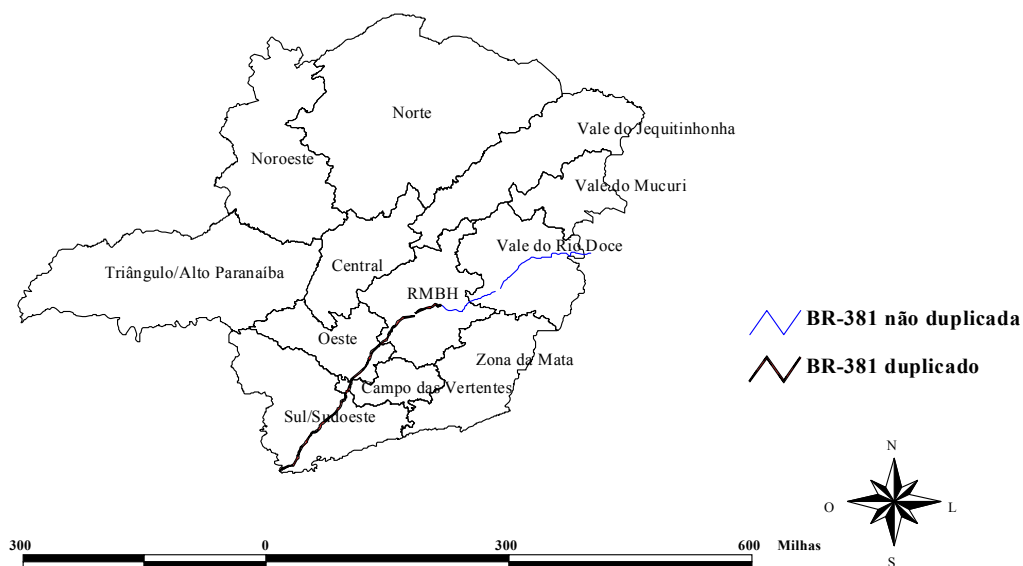 Norte
Vale do Jequitinhonha
Noroeste
Vale do Mucuri
Vale do Rio Doce
Triângulo/Alto Paranaíba
Central
RMBH
BR-381 não duplicada
Oeste
Zona da Mata
BR-381 duplicado
Campo das Vertentes
Sul/Sudoeste
N
O
L
S
300 0 300 600 Milhas